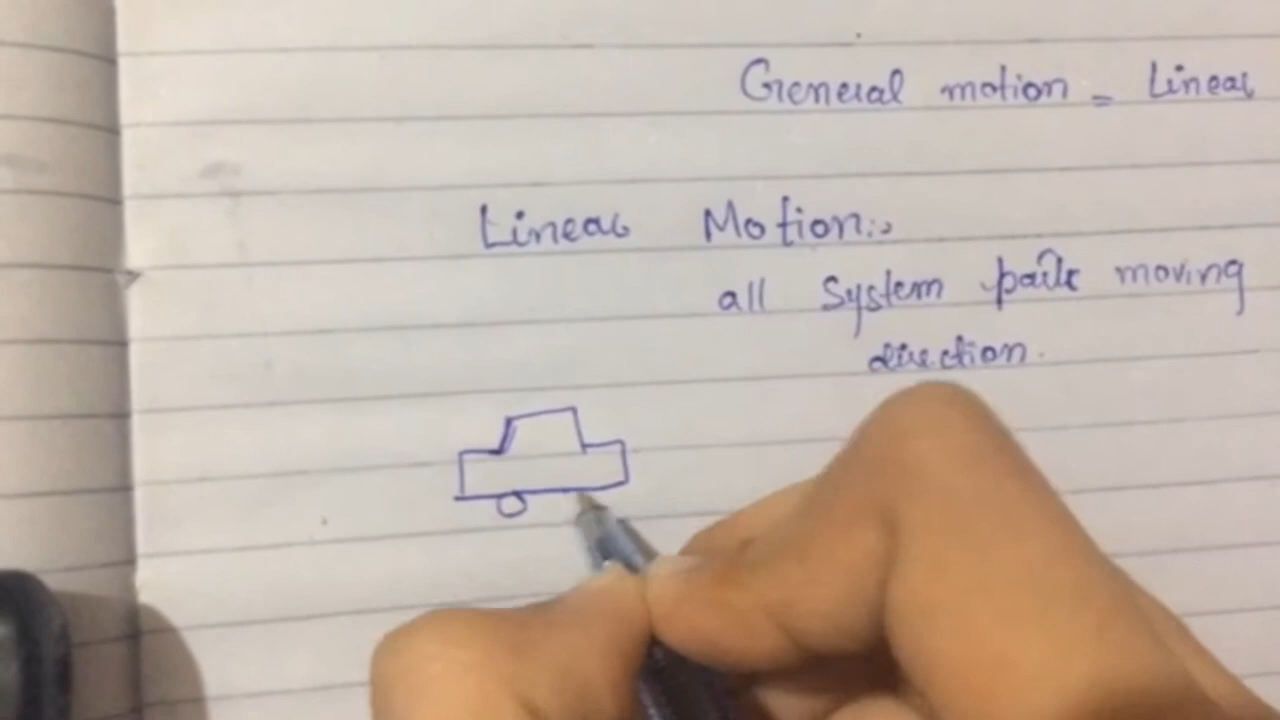 General motion = Linear
Linear Motion:-
all System parts moving
direction.